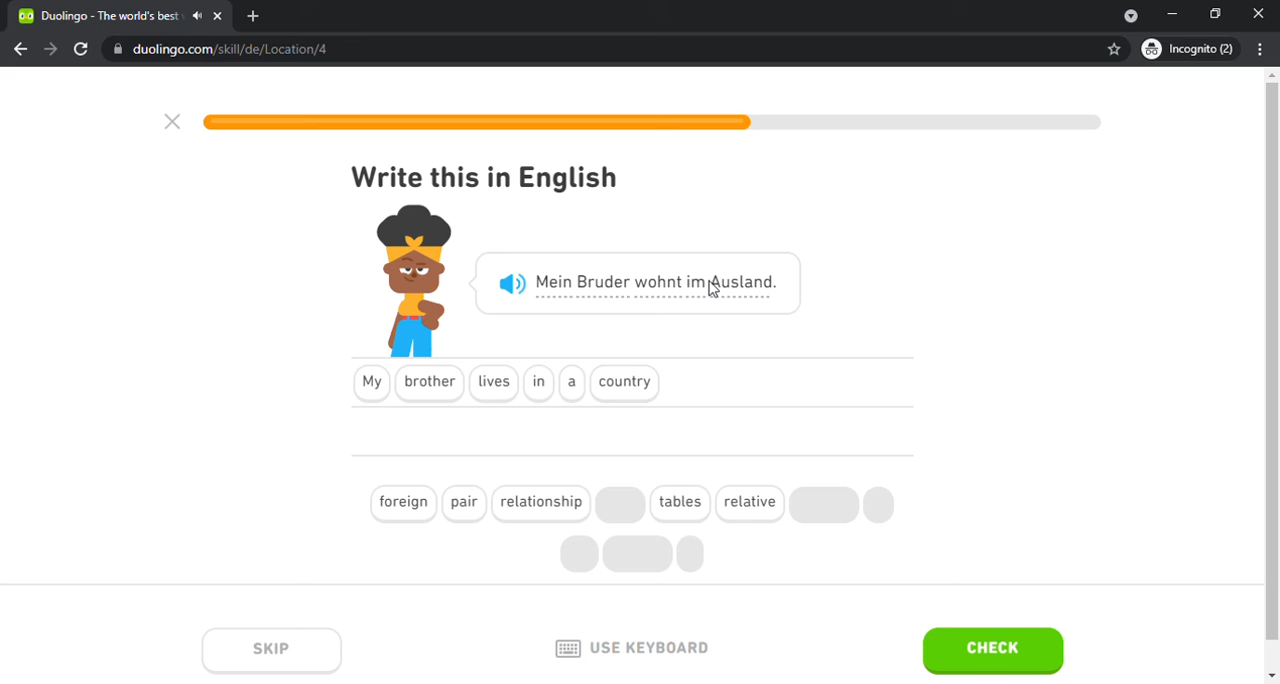 Duolingo - The world's best
duolingo.com/skill/de/Location/4
Incognito (2)
Write this in English
Mein Bruder wohnt im Ausland.
My brother lives in a country
foreign pair relationship tables relative
SKIP
USE KEYBOARD
CHECK